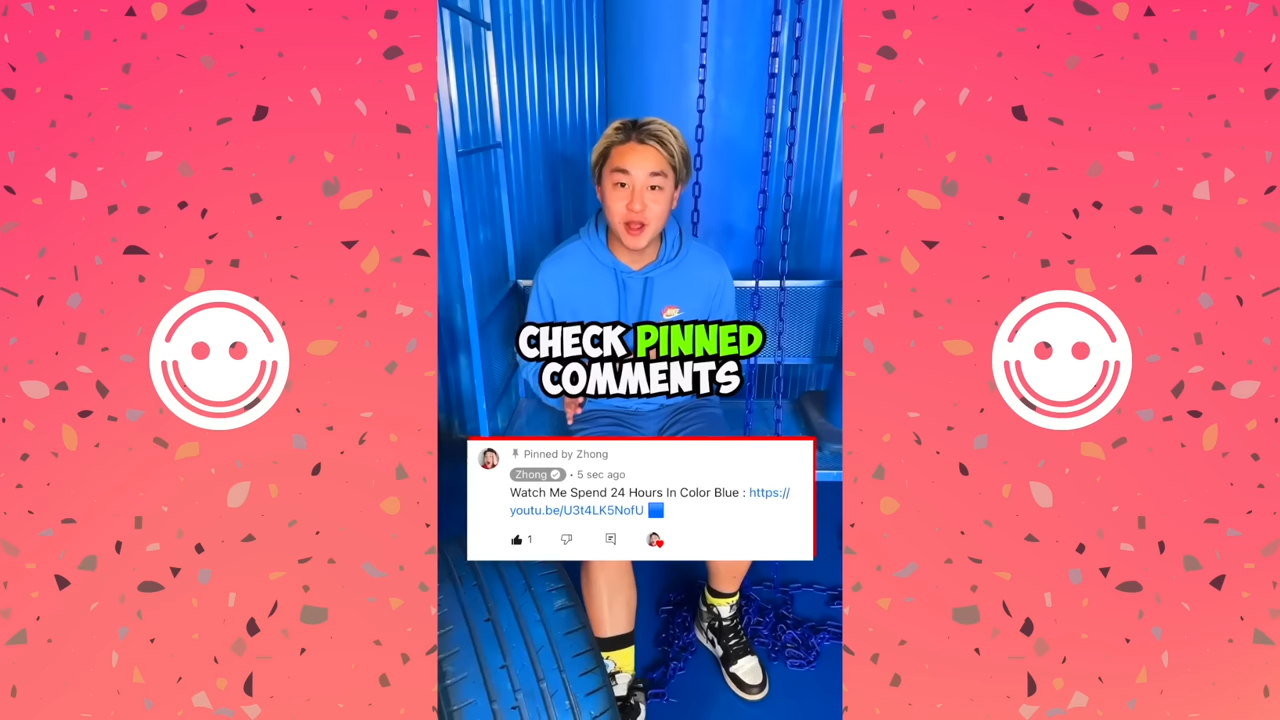 CHECK PINNED
COMMENTS
Pinned by Zhong
Zhong • 5 sec ago
Watch Me Spend 24 Hours In Color Blue : https://
youtu.be/U3t4LK5NofU
1